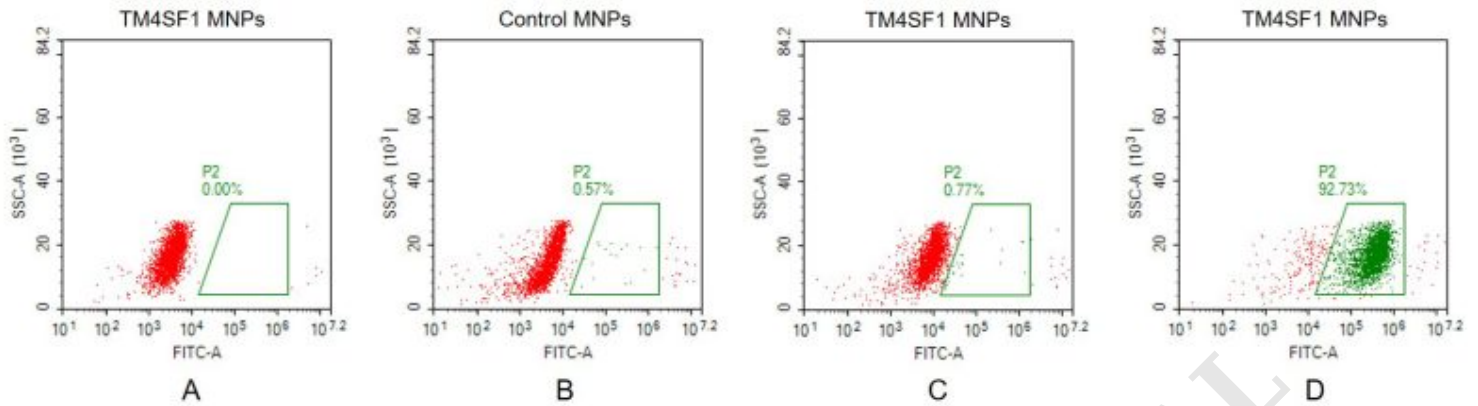 TM4SF1 MNPs
84.2
60
40
20
0
SSC-A (10³ )
P2
0.00%
10¹ 10² 10³ 10⁴ 10⁵ 10⁶ 10⁷·²
FITC-A
A
Control MNPs
84.2
60
40
20
0
SSC-A (10³ )
P2
0.57%
10¹ 10² 10³ 10⁴ 10⁵ 10⁶ 10⁷·²
FITC-A
B
TM4SF1 MNPs
84.2
60
40
20
0
SSC-A (10³ )
P2
0.77%
10¹ 10² 10³ 10⁴ 10⁵ 10⁶ 10⁷·²
FITC-A
C
TM4SF1 MNPs
84.2
60
40
20
0
SSC-A (10³ )
P2
92.73%
10¹ 10² 10³ 10⁴ 10⁵ 10⁶ 10⁷·²
FITC-A
D